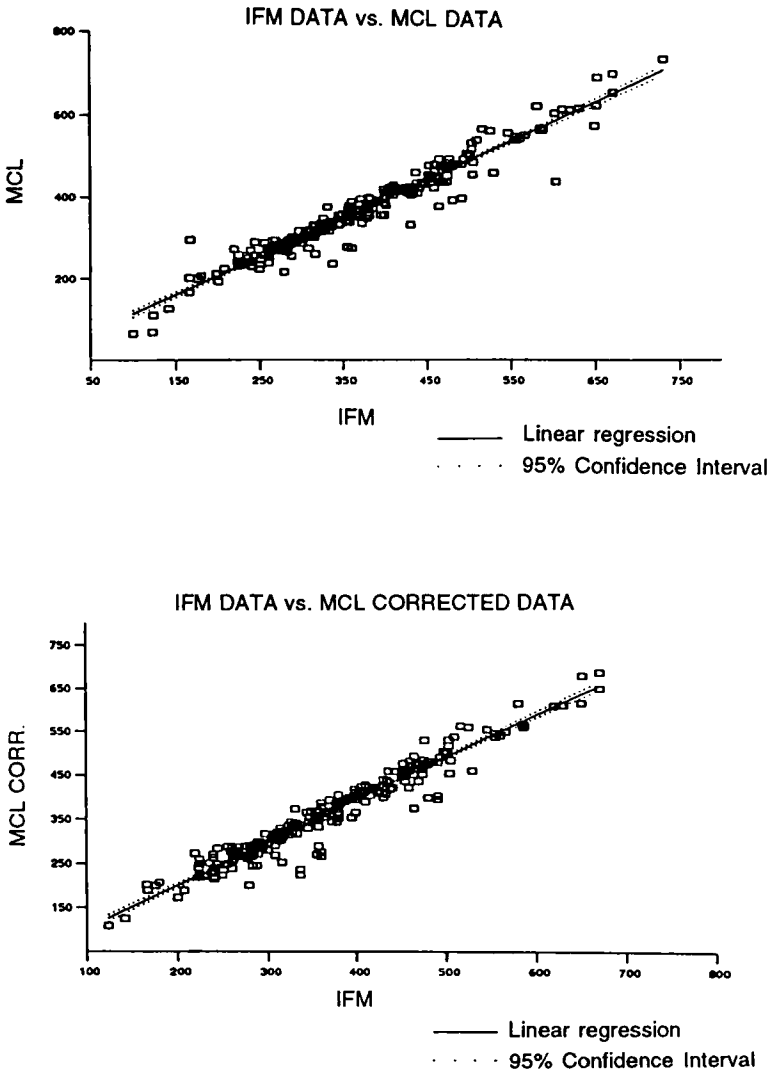 IFM DATA vs. MCL DATA
800
600
400
200
MCL
50 150 250 350 450 550 650 750
IFM
Linear regression
95% Confidence Interval
IFM DATA vs. MCL CORRECTED DATA
750
650
550
450
350
250
150
MCL CORR.
100 200 300 400 500 600 700 800
IFM
Linear regression
95% Confidence Interval